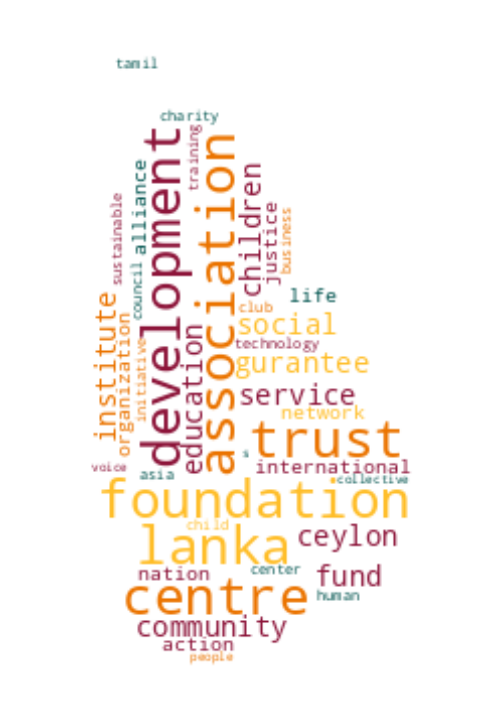 tamil
charity
training
development
association
alliance
children
sustainable
justice
business
council
life
institute
club
organization
social
education
initiative
technology
gurantee
service
network
trust
s
voice
international
asia
collective
foundation
child
lanka
ceylon
nation
center
fund
centre
human
community
action
people